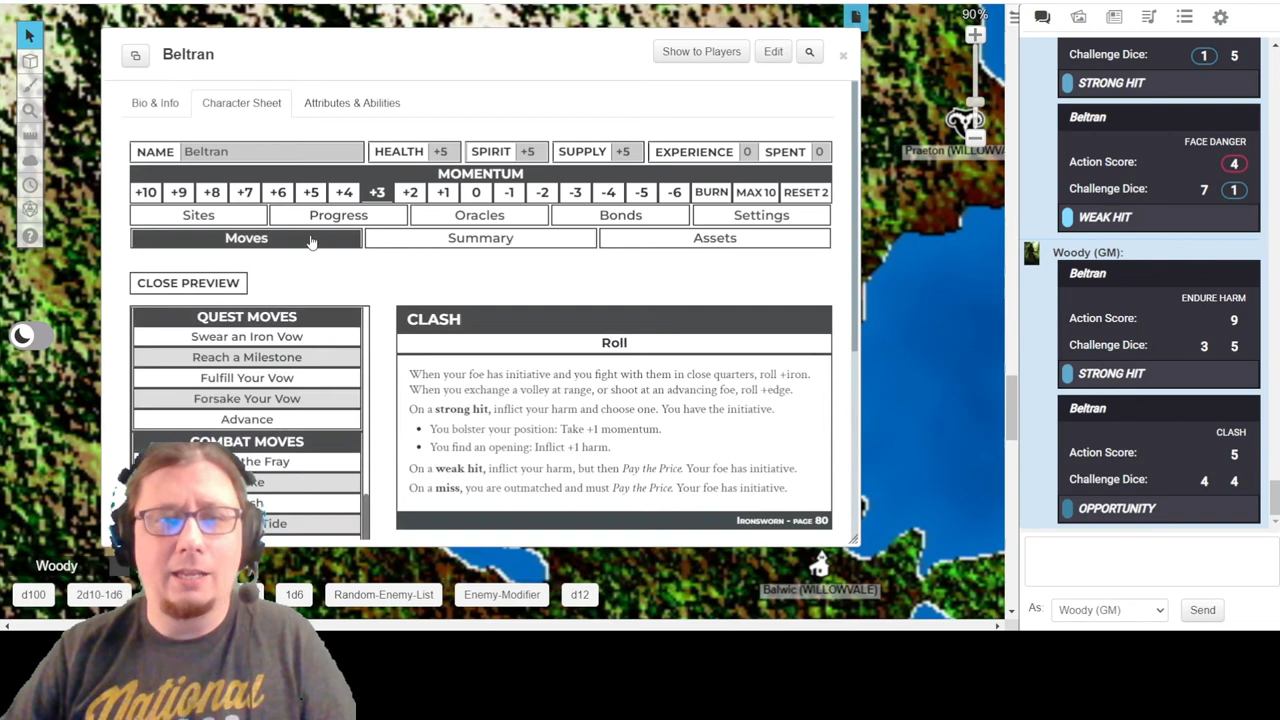 90%
Beltran
Show to Players
Edit
Bio & Info
Character Sheet
Attributes & Abilities
NAME Beltran
HEALTH +5
SPIRIT +5
SUPPLY +5
EXPERIENCE 0 SPENT 0
MOMENTUM
+10 +9 +8 +7 +6 +5 +4 +3 +2 +1 0 -1 -2 -3 -4 -5 -6 BURN MAX 10 RESET 2
Sites Progress Oracles Bonds Settings
Moves Summary Assets
CLOSE PREVIEW
QUEST MOVES
Swear an Iron Vow
Reach a Milestone
Fulfill Your Vow
Forsake Your Vow
Advance
COMBAT MOVES
the Fray
Tide
CLASH
Roll
When your foe has initiative and you fight with them in close quarters, roll +iron.
When you exchange a volley at range, or shoot at an advancing foe, roll +edge.
On a strong hit, inflict your harm and choose one. You have the initiative.
• You bolster your position: Take +1 momentum.
• You find an opening: Inflict +1 harm.
On a weak hit, inflict your harm, but then Pay the Price. Your foe has initiative.
On a miss, you are outmatched and must Pay the Price. Your foe has initiative.
IRONSWORN - PAGE 80
Praeton (WILLOWVA
Balwic (WILLOWVALE)
Woody
d100
2d10-1d6
1d6
Random-Enemy-List
Enemy-Modifier
d12
Challenge Dice: 1 5
STRONG HIT
Beltran
FACE DANGER
Action Score: 4
Challenge Dice: 7 1
WEAK HIT
Woody (GM):
Beltran
ENDURE HARM
Action Score: 9
Challenge Dice: 3 5
STRONG HIT
Beltran
CLASH
Action Score: 5
Challenge Dice: 4 4
OPPORTUNITY
As: Woody (GM)
Send
National